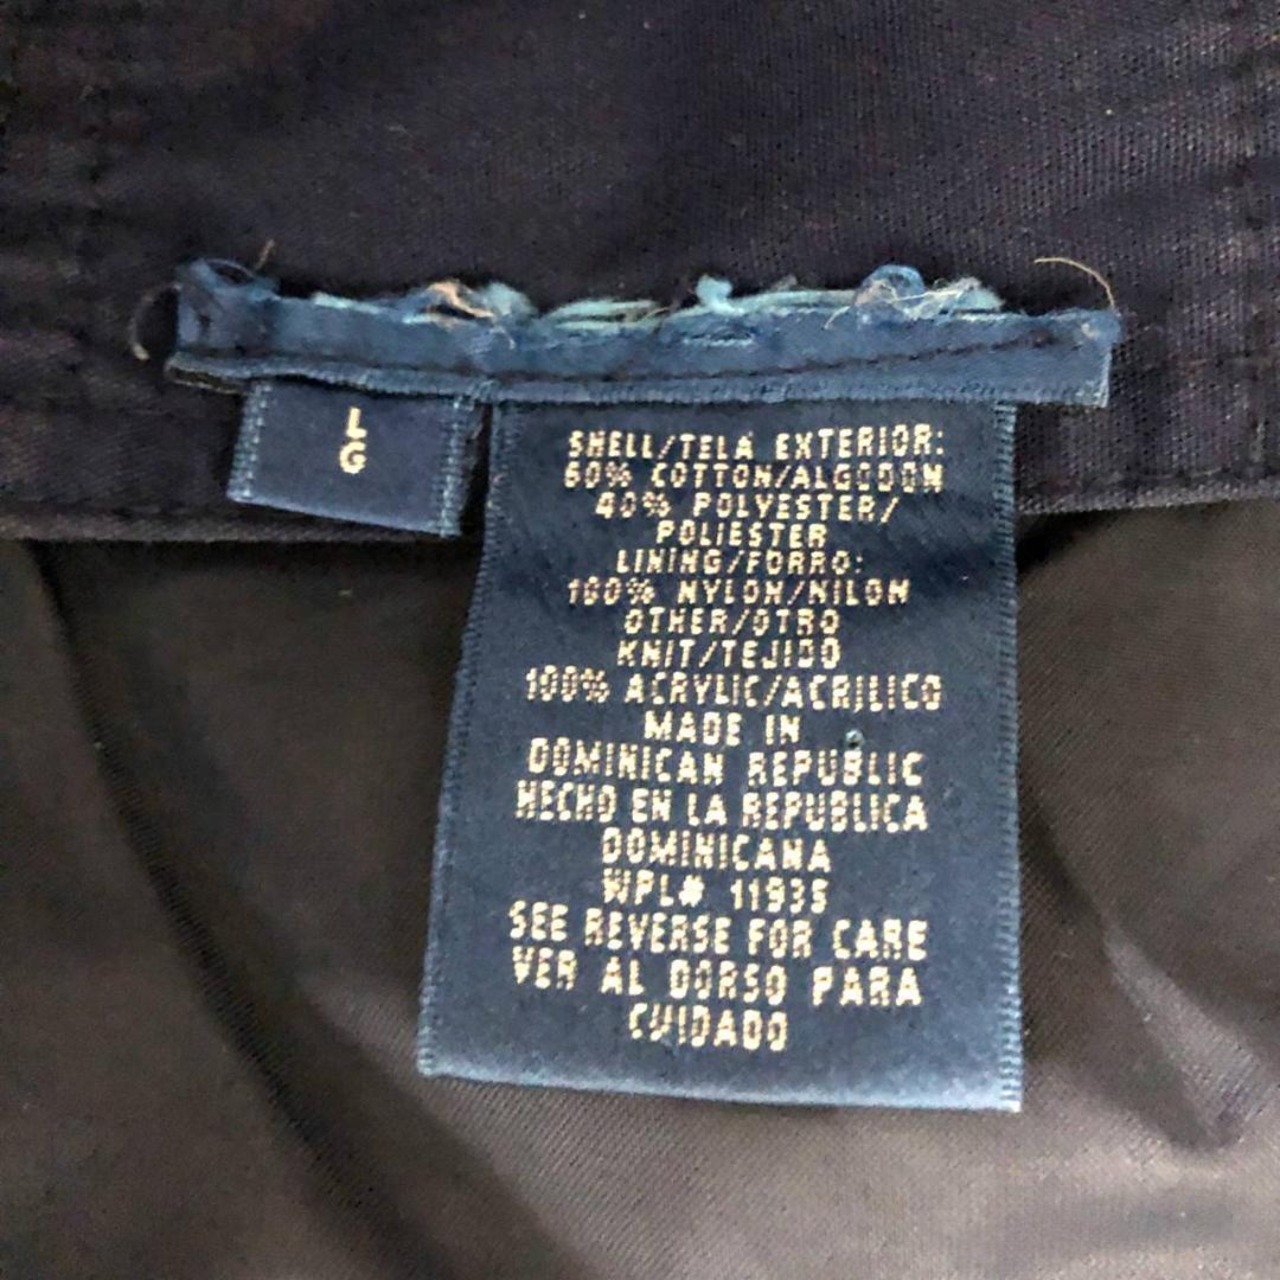 L
G
SHELL/TELA EXTERIOR:
60% COTTON/ALGODON
40% POLYESTER/
POLIESTER
LINING/FORRO:
100% NYLON/NILON
OTHER/OTRO
KNIT/TEJIDO
100% ACRYLIC/ACRILICO
MADE IN
DOMINICAN REPUBLIC
HECHO EN LA REPUBLICA
DOMINICANA
WPL# 11935
SEE REVERSE FOR CARE
VER AL DORSO PARA
CUIDADO